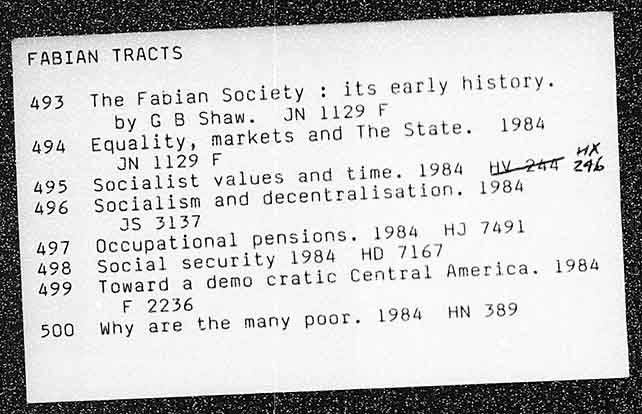 FABIAN TRACTS
493 The Fabian Society : its early history.
by G B Shaw. JN 1129 F
494 Equality, markets and The State. 1984
JN 1129 F
495 Socialist values and time. 1984 HV 244 HX 246
496 Socialism and decentralisation. 1984
JS 3137
497 Occupational pensions. 1984 HJ 7491
498 Social security 1984 HD 7167
499 Toward a demo cratic Central America. 1984
F 2236
500 Why are the many poor. 1984 HN 389